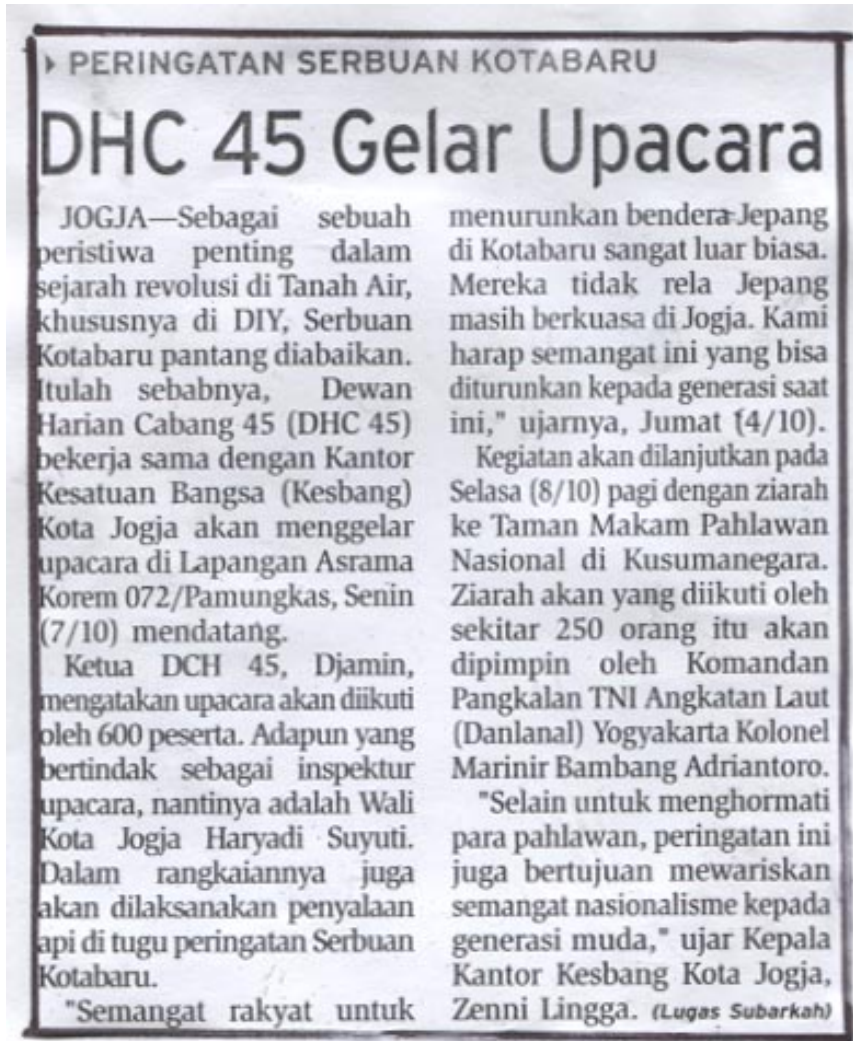 PERINGATAN SERBUAN KOTABARU
DHC 45 Gelar Upacara
JOGJA—Sebagai sebuah
peristiwa penting dalam
sejarah revolusi di Tanah Air,
khususnya di DIY, Serbuan
Kotabaru pantang diabaikan.
Itulah sebabnya, Dewan
Harian Cabang 45 (DHC 45)
bekerja sama dengan Kantor
Kesatuan Bangsa (Kesbang)
Kota Jogja akan menggelar
upacara di Lapangan Asrama
Korem 072/Pamungkas, Senin
(7/10) mendatang.
Ketua DCH 45, Djamin,
mengatakan upacara akan diikuti
oleh 600 peserta. Adapun yang
bertindak sebagai inspektur
upacara, nantinya adalah Wali
Kota Jogja Haryadi Suyuti.
Dalam rangkaiannya juga
akan dilaksanakan penyalaan
api di tugu peringatan Serbuan
Kotabaru.
"Semangat rakyat untuk
menurunkan bendera Jepang
di Kotabaru sangat luar biasa.
Mereka tidak rela Jepang
masih berkuasa di Jogja. Kami
harap semangat ini yang bisa
diturunkan kepada generasi saat
ini," ujarnya, Jumat (4/10).
Kegiatan akan dilanjutkan pada
Selasa (8/10) pagi dengan ziarah
ke Taman Makam Pahlawan
Nasional di Kusumanegara.
Ziarah akan yang diikuti oleh
sekitar 250 orang itu akan
dipimpin oleh Komandan
Pangkalan TNI Angkatan Laut
(Danlanal) Yogyakarta Kolonel
Marinir Bambang Adriantoro.
"Selain untuk menghormati
para pahlawan, peringatan ini
juga bertujuan mewariskan
semangat nasionalisme kepada
generasi muda," ujar Kepala
Kantor Kesbang Kota Jogja,
Zenni Lingga. (Lugas Subarkah)